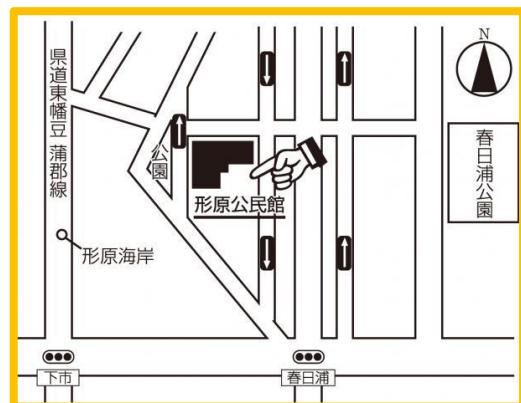 N
県道東幡豆 蒲郡線
公園
形原公民館
春日浦公園
形原海岸
下市
春日浦